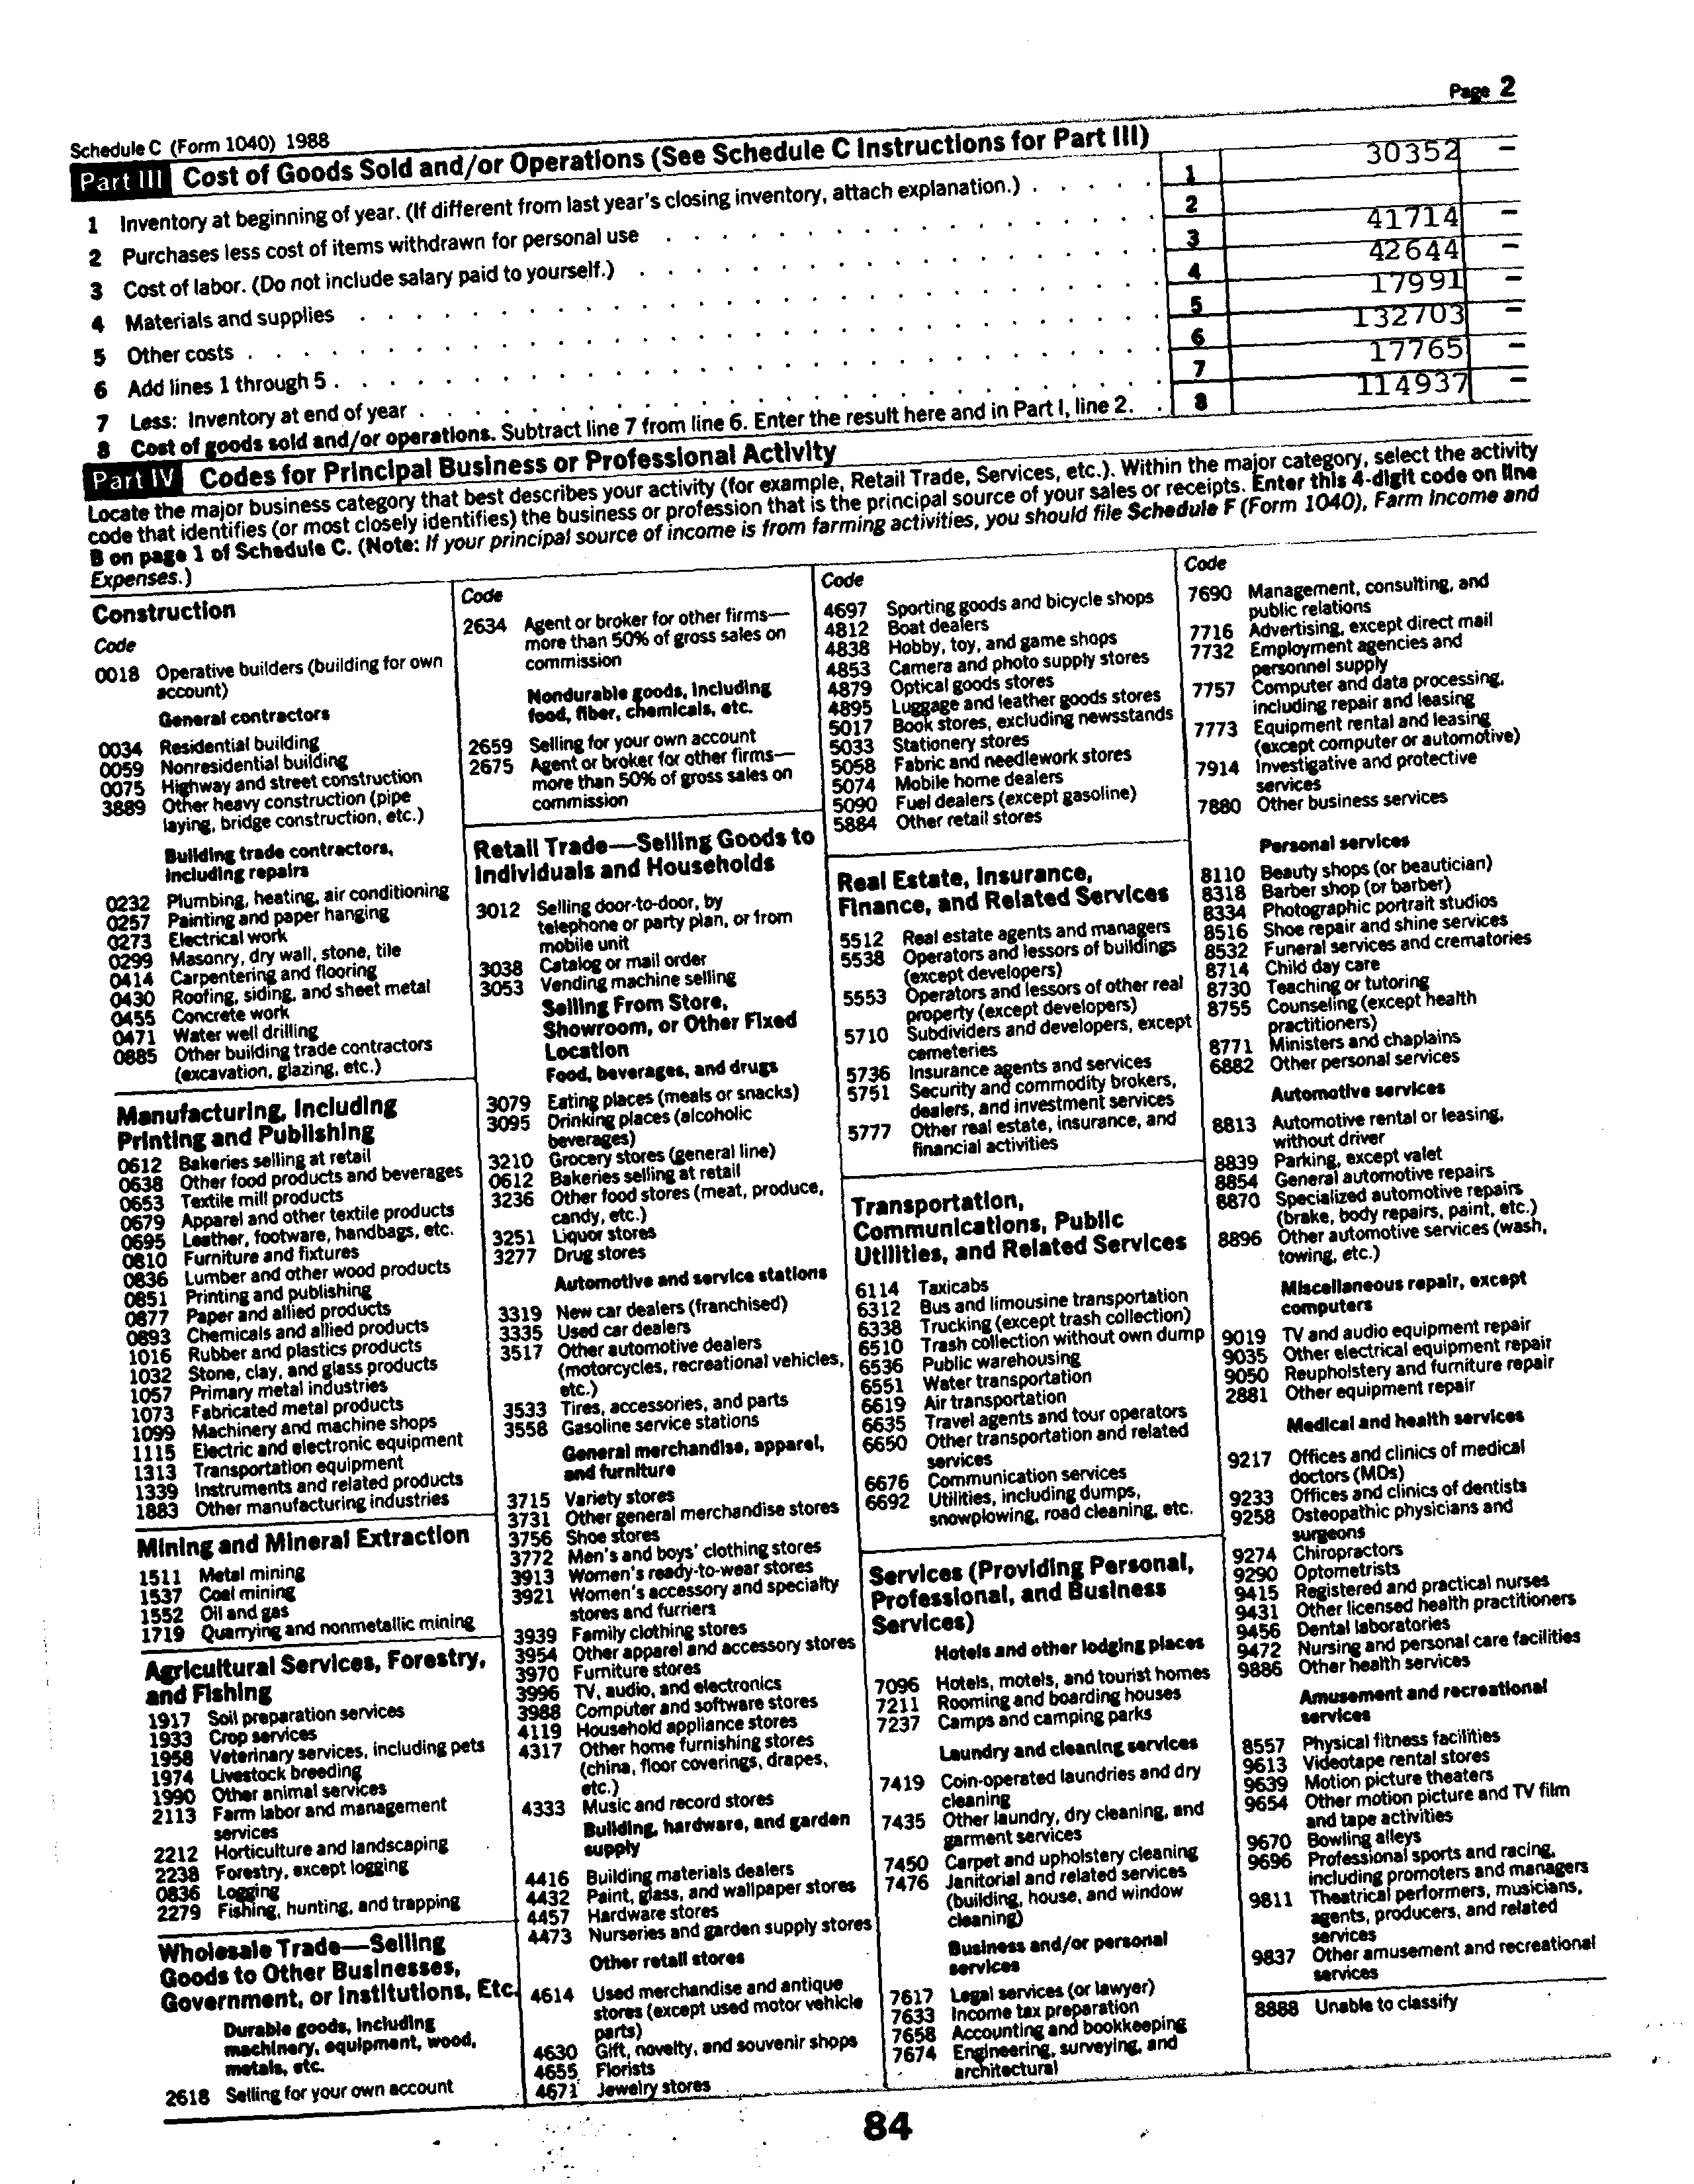 Page 2
Schedule C (Form 1040) 1988
Part III Cost of Goods Sold and/or Operations (See Schedule C Instructions for Part III)
1 Inventory at beginning of year. (If different from last year's closing inventory, attach explanation.) . . . . . 1 30352 –
2 Purchases less cost of items withdrawn for personal use . . . . . 2
3 Cost of labor. (Do not include salary paid to yourself.) . . . . . 3 41714 –
4 Materials and supplies . . . . . 4 42644 –
5 Other costs . . . . . 5 17991 –
6 Add lines 1 through 5 . . . . . 6 132703 –
7 Less: Inventory at end of year . . . . . 7 17765 –
8 Cost of goods sold and/or operations. Subtract line 7 from line 6. Enter the result here and in Part I, line 2. . 8 114937 –
Part IV Codes for Principal Business or Professional Activity
Locate the major business category that best describes your activity (for example, Retail Trade, Services, etc.). Within the major category, select the activity
code that identifies (or most closely identifies) the business or profession that is the principal source of your sales or receipts. Enter this 4-digit code on line
B on page 1 of Schedule C. (Note: If your principal source of income is from farming activities, you should file Schedule F (Form 1040), Farm Income and
Expenses.)
Construction
Code
0018 Operative builders (building for own
account)
General contractors
0034 Residential building
0059 Nonresidential building
0075 Highway and street construction
3889 Other heavy construction (pipe
laying, bridge construction, etc.)
Building trade contractors,
including repairs
0232 Plumbing, heating, air conditioning
0257 Painting and paper hanging
0273 Electrical work
0299 Masonry, dry wall, stone, tile
0414 Carpentering and flooring
0430 Roofing, siding, and sheet metal
0455 Concrete work
0471 Water well drilling
0885 Other building trade contractors
(excavation, glazing, etc.)
Manufacturing, Including
Printing and Publishing
0612 Bakeries selling at retail
0638 Other food products and beverages
0653 Textile mill products
0679 Apparel and other textile products
0695 Leather, footware, handbags, etc.
0810 Furniture and fixtures
0836 Lumber and other wood products
0851 Printing and publishing
0877 Paper and allied products
0893 Chemicals and allied products
1016 Rubber and plastics products
1032 Stone, clay, and glass products
1057 Primary metal industries
1073 Fabricated metal products
1099 Machinery and machine shops
1115 Electric and electronic equipment
1313 Transportation equipment
1339 Instruments and related products
1883 Other manufacturing industries
Mining and Mineral Extraction
1511 Metal mining
1537 Coal mining
1552 Oil and gas
1719 Quarrying and nonmetallic mining
Agricultural Services, Forestry,
and Fishing
1917 Soil preparation services
1933 Crop services
1958 Veterinary services, including pets
1974 Livestock breeding
1990 Other animal services
2113 Farm labor and management
services
2212 Horticulture and landscaping
2238 Forestry, except logging
0836 Logging
2279 Fishing, hunting, and trapping
Wholesale Trade—Selling
Goods to Other Businesses,
Government, or Institutions, Etc.
Durable goods, including
machinery, equipment, wood,
metals, etc.
2618 Selling for your own account
Code
2634 Agent or broker for other firms—
more than 50% of gross sales on
commission
Nondurable goods, including
food, fiber, chemicals, etc.
2659 Selling for your own account
2675 Agent or broker for other firms—
more than 50% of gross sales on
commission
Retail Trade—Selling Goods to
Individuals and Households
3012 Selling door-to-door, by
telephone or party plan, or from
mobile unit
3038 Catalog or mail order
3053 Vending machine selling
Selling From Store,
Showroom, or Other Fixed
Location
Food, beverages, and drugs
3079 Eating places (meals or snacks)
3095 Drinking places (alcoholic
beverages)
3210 Grocery stores (general line)
0612 Bakeries selling at retail
3236 Other food stores (meat, produce,
candy, etc.)
3251 Liquor stores
3277 Drug stores
Automotive and service stations
3319 New car dealers (franchised)
3335 Used car dealers
3517 Other automotive dealers
(motorcycles, recreational vehicles,
etc.)
3533 Tires, accessories, and parts
3558 Gasoline service stations
General merchandise, apparel,
and furniture
3715 Variety stores
3731 Other general merchandise stores
3756 Shoe stores
3772 Men's and boys' clothing stores
3913 Women's ready-to-wear stores
3921 Women's accessory and specialty
stores and furriers
3939 Family clothing stores
3954 Other apparel and accessory stores
3970 Furniture stores
3996 TV, audio, and electronics
3988 Computer and software stores
4119 Household appliance stores
4317 Other home furnishing stores
(china, floor coverings, drapes,
etc.)
4333 Music and record stores
Building, hardware, and garden
supply
4416 Building materials dealers
4432 Paint, glass, and wallpaper stores
4457 Hardware stores
4473 Nurseries and garden supply stores
Other retail stores
4614 Used merchandise and antique
stores (except used motor vehicle
parts)
4630 Gift, novelty, and souvenir shops
4655 Florists
4671 Jewelry stores
Code
4697 Sporting goods and bicycle shops
4812 Boat dealers
4838 Hobby, toy, and game shops
4853 Camera and photo supply stores
4879 Optical goods stores
4895 Luggage and leather goods stores
5017 Book stores, excluding newsstands
5033 Stationery stores
5058 Fabric and needlework stores
5074 Mobile home dealers
5090 Fuel dealers (except gasoline)
5884 Other retail stores
Real Estate, Insurance,
Finance, and Related Services
5512 Real estate agents and managers
5538 Operators and lessors of buildings
(except developers)
5553 Operators and lessors of other real
property (except developers)
5710 Subdividers and developers, except
cemeteries
5736 Insurance agents and services
5751 Security and commodity brokers,
dealers, and investment services
5777 Other real estate, insurance, and
financial activities
Transportation,
Communications, Public
Utilities, and Related Services
6114 Taxicabs
6312 Bus and limousine transportation
6338 Trucking (except trash collection)
6510 Trash collection without own dump
6536 Public warehousing
6551 Water transportation
6619 Air transportation
6635 Travel agents and tour operators
6650 Other transportation and related
services
6676 Communication services
6692 Utilities, including dumps,
snowplowing, road cleaning, etc.
Services (Providing Personal,
Professional, and Business
Services)
Hotels and other lodging places
7096 Hotels, motels, and tourist homes
7211 Rooming and boarding houses
7237 Camps and camping parks
Laundry and cleaning services
7419 Coin-operated laundries and dry
cleaning
7435 Other laundry, dry cleaning, and
garment services
7450 Carpet and upholstery cleaning
7476 Janitorial and related services
(building, house, and window
cleaning)
Business and/or personal
services
7617 Legal services (or lawyer)
7633 Income tax preparation
7658 Accounting and bookkeeping
7674 Engineering, surveying, and
architectural
Code
7690 Management, consulting, and
public relations
7716 Advertising, except direct mail
7732 Employment agencies and
personnel supply
7757 Computer and data processing,
including repair and leasing
7773 Equipment rental and leasing
(except computer or automotive)
7914 Investigative and protective
services
7880 Other business services
Personal services
8110 Beauty shops (or beautician)
8318 Barber shop (or barber)
8334 Photographic portrait studios
8516 Shoe repair and shine services
8532 Funeral services and crematories
8714 Child day care
8730 Teaching or tutoring
8755 Counseling (except health
practitioners)
8771 Ministers and chaplains
6882 Other personal services
Automotive services
8813 Automotive rental or leasing,
without driver
8839 Parking, except valet
8854 General automotive repairs
8870 Specialized automotive repairs
(brake, body repairs, paint, etc.)
8896 Other automotive services (wash,
towing, etc.)
Miscellaneous repair, except
computers
9019 TV and audio equipment repair
9035 Other electrical equipment repair
9050 Reupholstery and furniture repair
2881 Other equipment repair
Medical and health services
9217 Offices and clinics of medical
doctors (MDs)
9233 Offices and clinics of dentists
9258 Osteopathic physicians and
surgeons
9274 Chiropractors
9290 Optometrists
9415 Registered and practical nurses
9431 Other licensed health practitioners
9456 Dental laboratories
9472 Nursing and personal care facilities
9886 Other health services
Amusement and recreational
services
8557 Physical fitness facilities
9613 Videotape rental stores
9639 Motion picture theaters
9654 Other motion picture and TV film
and tape activities
9670 Bowling alleys
9696 Professional sports and racing,
including promoters and managers
9811 Theatrical performers, musicians,
agents, producers, and related
services
9837 Other amusement and recreational
services
8888 Unable to classify
84